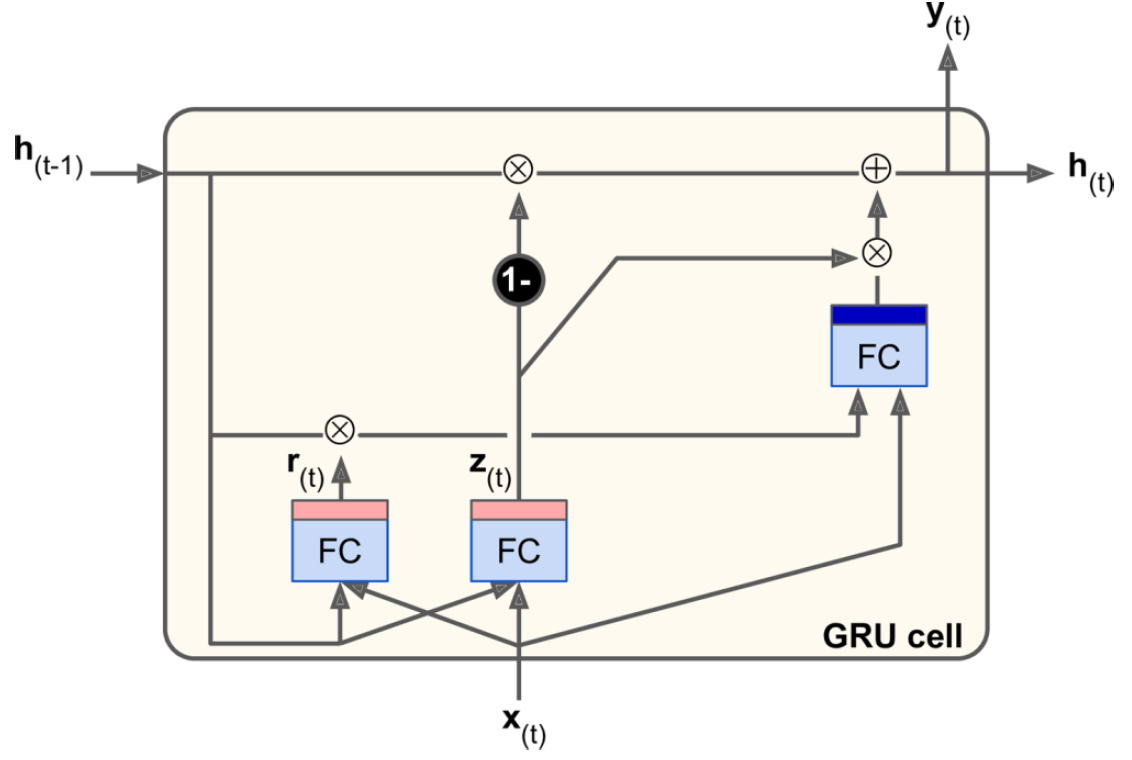 y(t)
h(t-1)
h(t)
1-
FC
r(t)
z(t)
FC
FC
GRU cell
x(t)